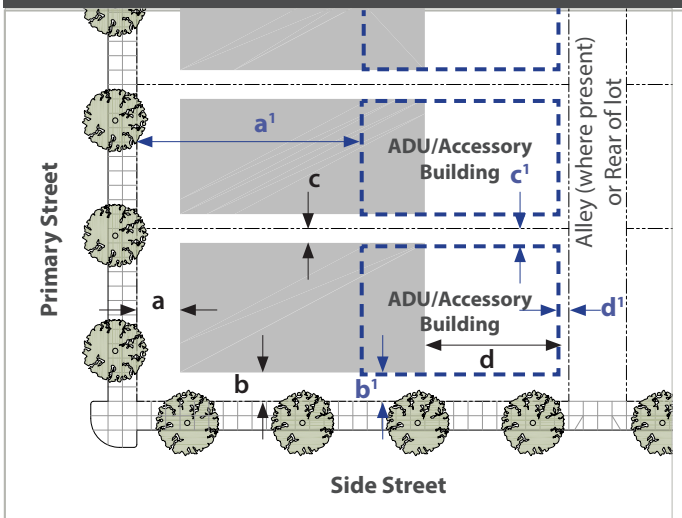 Primary Street
a¹
ADU/Accessory
Building
c
c¹
Alley (where present)
or Rear of lot
a
ADU/Accessory
Building
d¹
d
b
b¹
Side Street